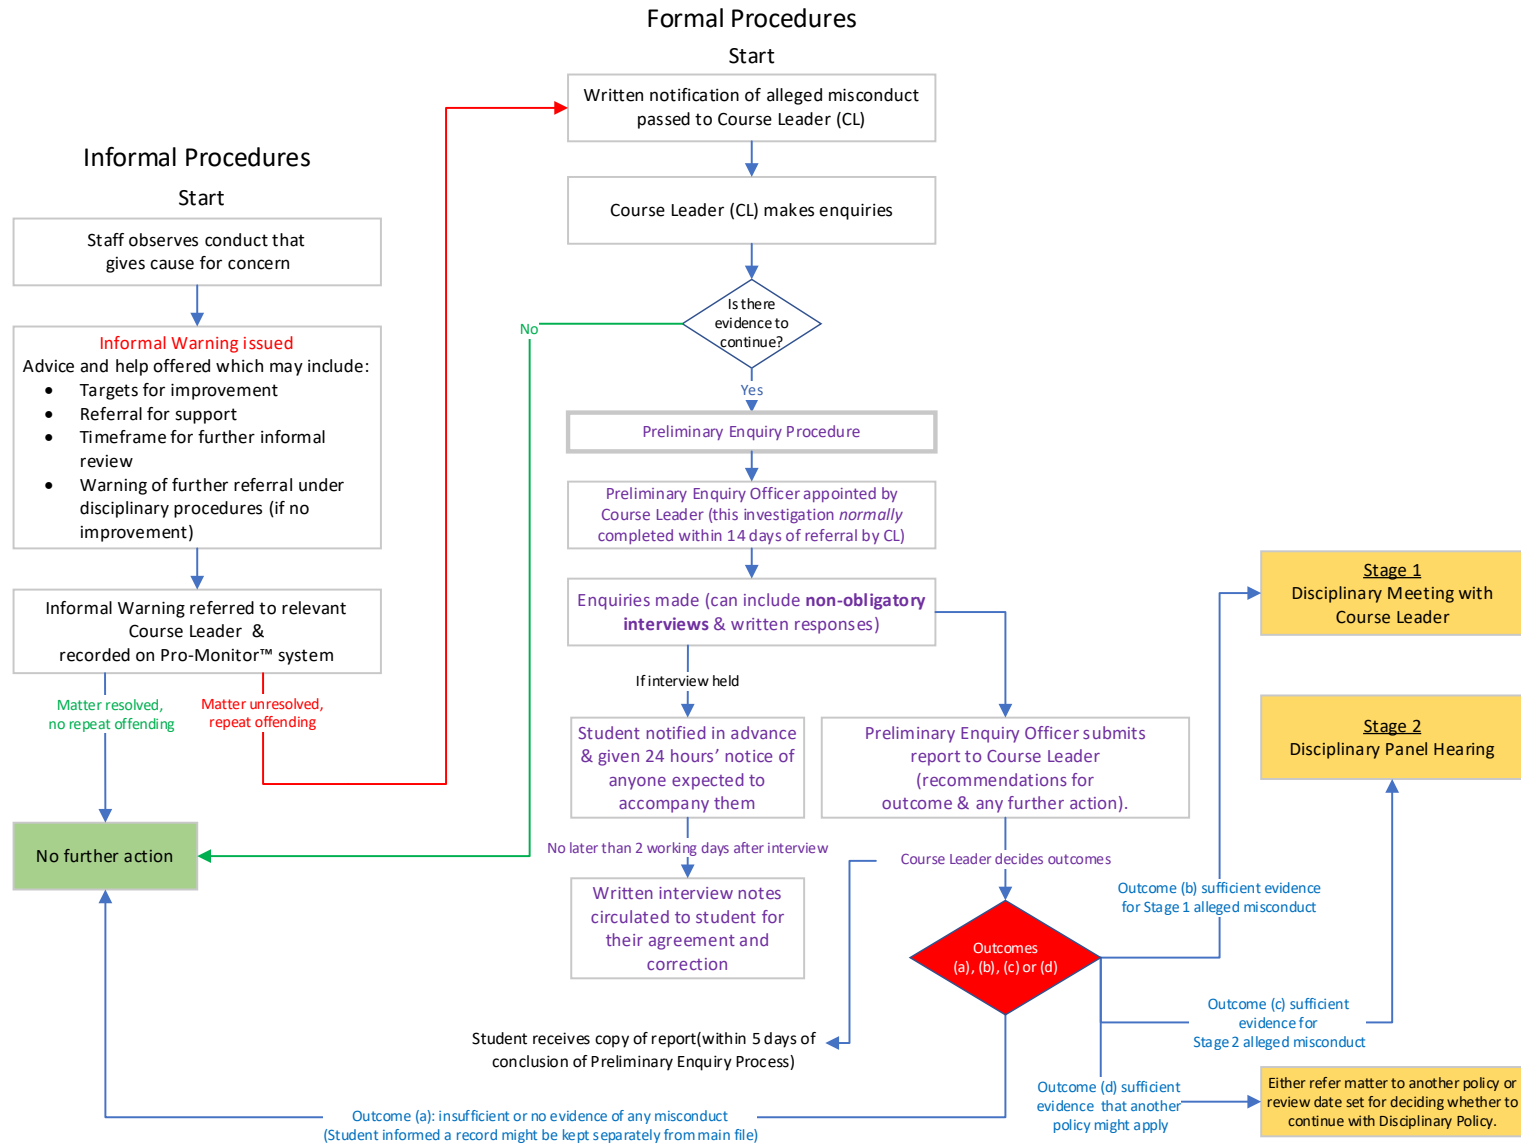 Formal Procedures
Start
Written notification of alleged misconduct
passed to Course Leader (CL)
Informal Procedures
Start
Course Leader (CL) makes enquiries
Staff observes conduct that
gives cause for concern
Is there
evidence to
continue?
No
Yes
Informal Warning issued
Advice and help offered which may include:
• Targets for improvement
• Referral for support
• Timeframe for further informal
review
• Warning of further referral under
disciplinary procedures (if no
improvement)
Preliminary Enquiry Procedure
Preliminary Enquiry Officer appointed by
Course Leader (this investigation normally
completed within 14 days of referral by CL)
Informal Warning referred to relevant
Course Leader &
recorded on Pro-Monitor™ system
Enquiries made (can include non-obligatory
interviews & written responses)
Stage 1
Disciplinary Meeting with
Course Leader
Matter resolved,
no repeat offending
Matter unresolved,
repeat offending
If interview held
Student notified in advance
& given 24 hours’ notice of
anyone expected to
accompany them
Preliminary Enquiry Officer submits
report to Course Leader
(recommendations for
outcome & any further action).
Stage 2
Disciplinary Panel Hearing
No further action
No later than 2 working days after interview
Course Leader decides outcomes
Written interview notes
circulated to student for
their agreement and
correction
Outcome (b) sufficient evidence
for Stage 1 alleged misconduct
Outcomes
(a), (b), (c) or (d)
Outcome (c) sufficient
evidence for
Stage 2 alleged misconduct
Student receives copy of report(within 5 days of
conclusion of Preliminary Enquiry Process)
Outcome (d) sufficient
evidence that another
policy might apply
Either refer matter to another policy or
review date set for deciding whether to
continue with Disciplinary Policy.
Outcome (a): insufficient or no evidence of any misconduct
(Student informed a record might be kept separately from main file)